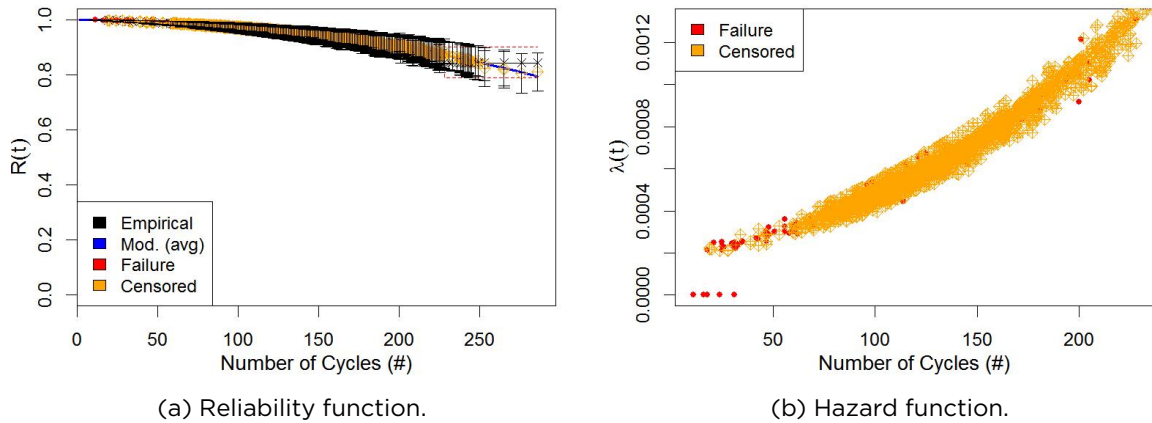 1.0
0.8
0.6
0.4
0.2
0.0
R(t)
Empirical
Mod. (avg)
Failure
Censored
0 50 100 150 200 250
Number of Cycles (#)
(a) Reliability function.
0.0012
0.0008
0.0004
0.0000
λ(t)
Failure
Censored
50 100 150 200
Number of Cycles (#)
(b) Hazard function.